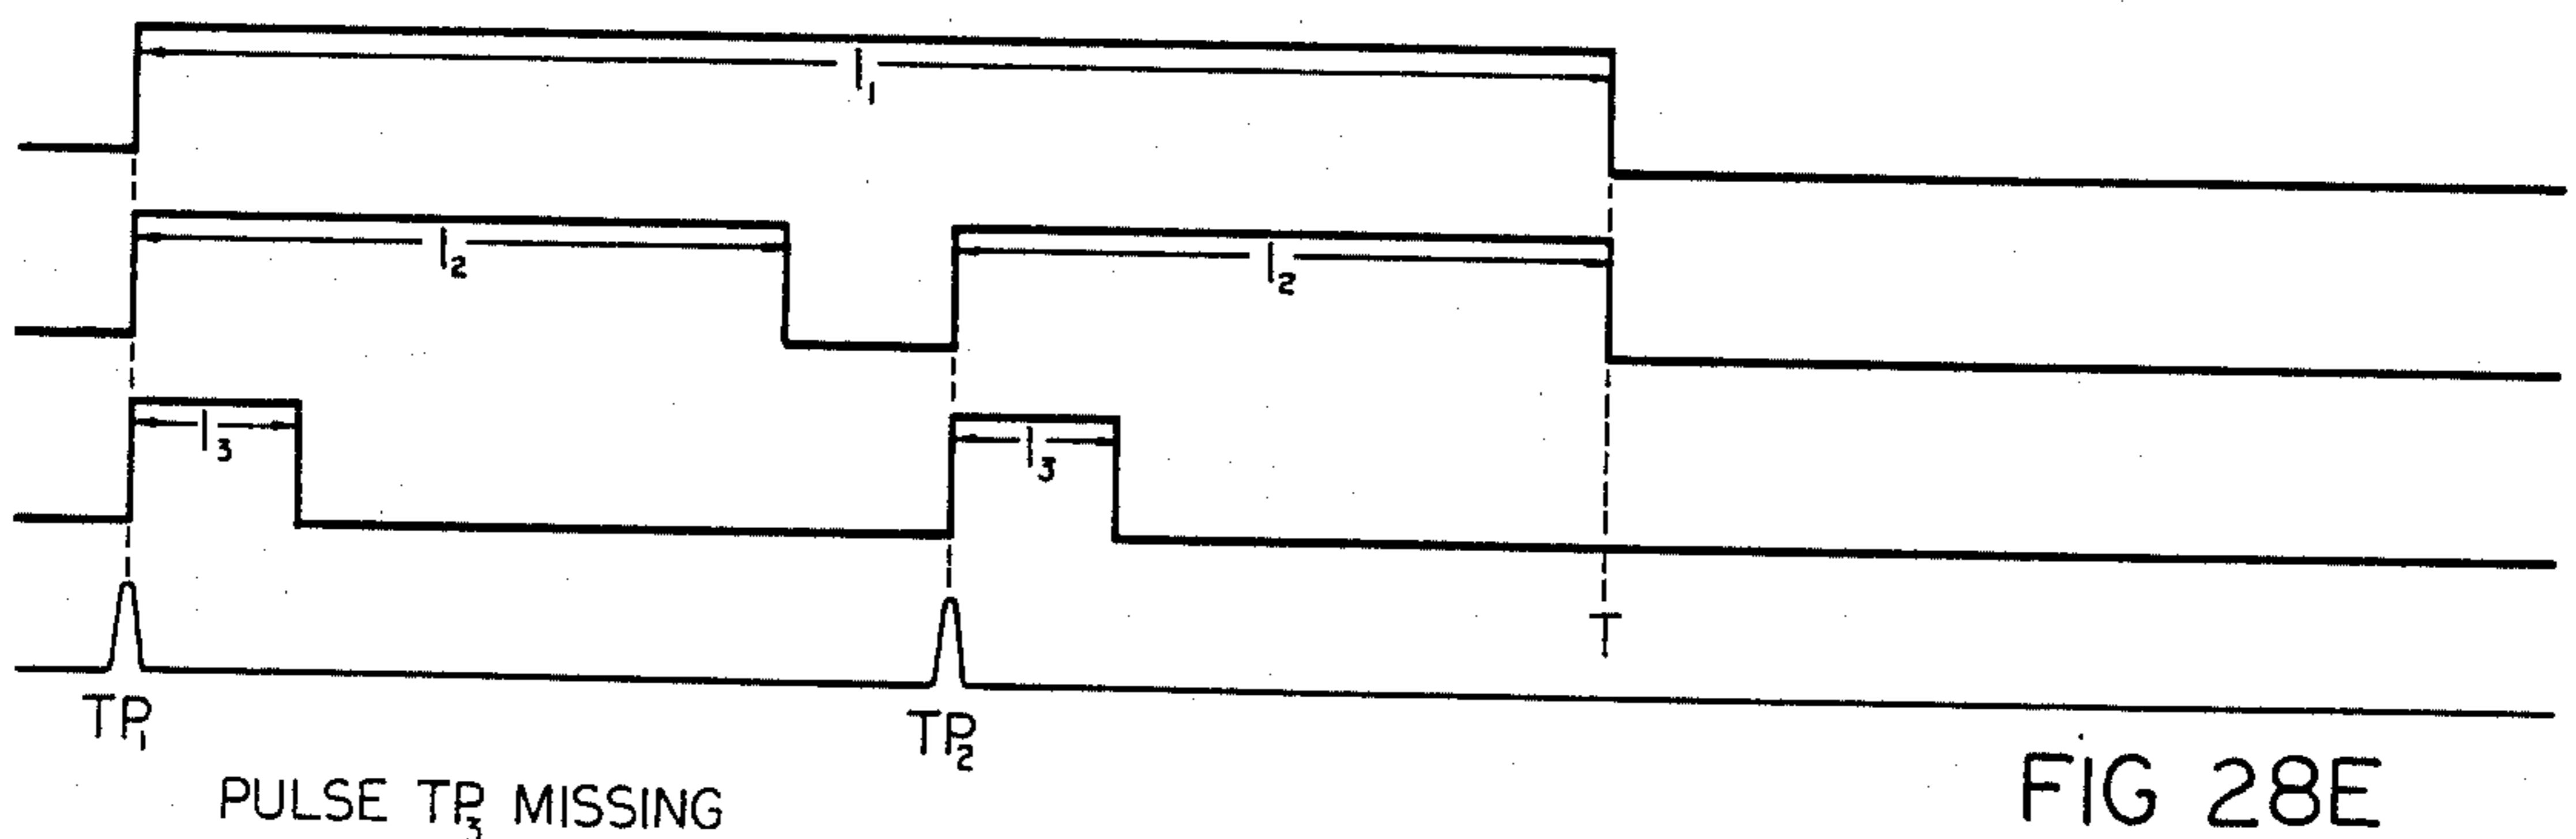 I₁
I₂ I₂
I₃ I₃
T
TP₁ TP₂
PULSE TP₃ MISSING
FIG 28E